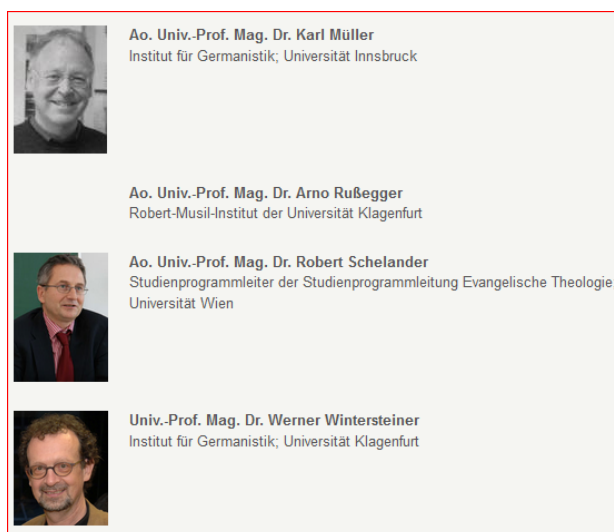 Ao. Univ.-Prof. Mag. Dr. Karl Müller
Institut für Germanistik; Universität Innsbruck
Ao. Univ.-Prof. Mag. Dr. Arno Rußegger
Robert-Musil-Institut der Universität Klagenfurt
Ao. Univ.-Prof. Mag. Dr. Robert Schelander
Studienprogrammleiter der Studienprogrammleitung Evangelische Theologie
Universität Wien
Univ.-Prof. Mag. Dr. Werner Wintersteiner
Institut für Germanistik; Universität Klagenfurt